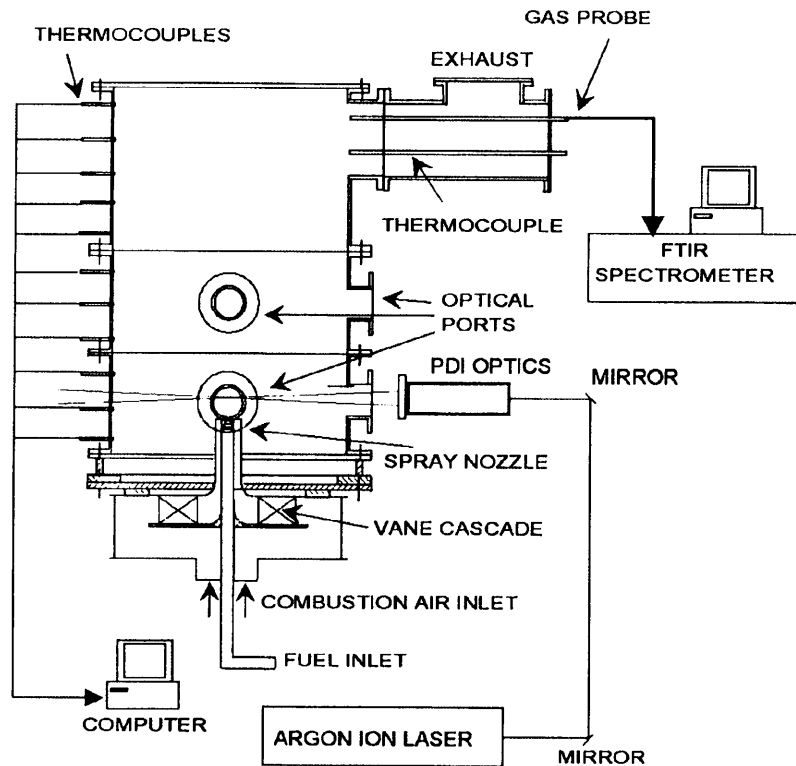 GAS PROBE
THERMOCOUPLES
EXHAUST
THERMOCOUPLE
FTIR
SPECTROMETER
OPTICAL
PORTS
PDI OPTICS
MIRROR
SPRAY NOZZLE
VANE CASCADE
COMBUSTION AIR INLET
FUEL INLET
COMPUTER
ARGON ION LASER
MIRROR